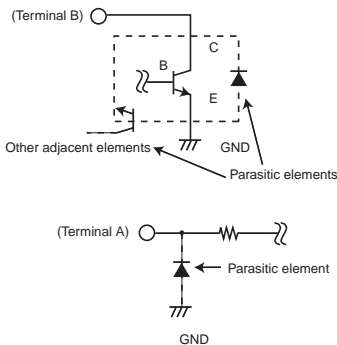 (Terminal B)
C
B
E
Other adjacent elements
GND
Parasitic elements
(Terminal A)
Parasitic element
GND